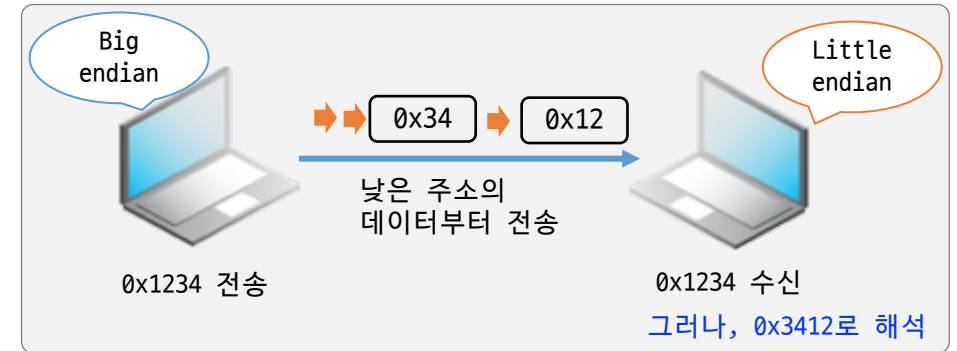 Big
endian
Little
endian
0x34
0x12
낮은 주소의
데이터부터 전송
0x1234 전송
0x1234 수신
그러나, 0x3412로 해석